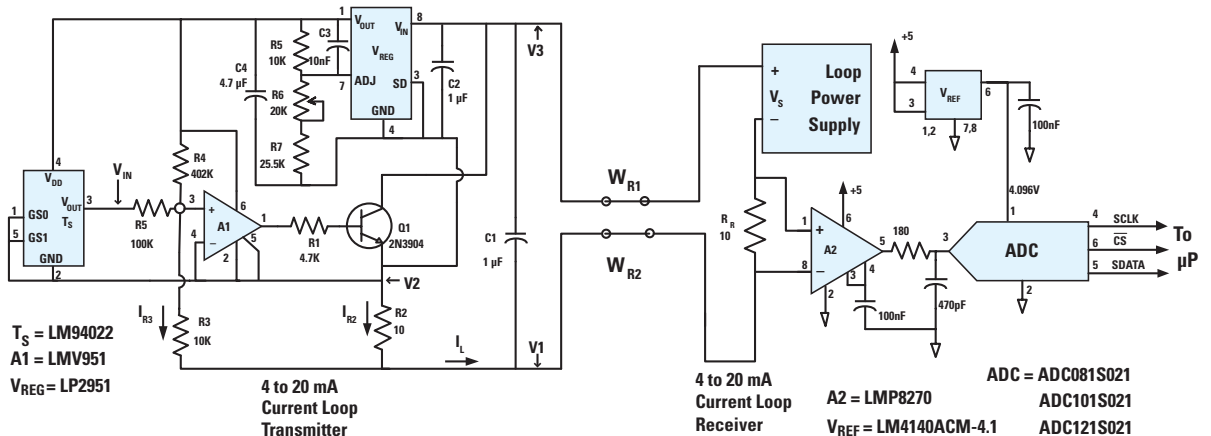 1
V_OUT
V_IN
8
V_REG
ADJ
7
SD
3
GND
4
R5
10K
C3
10nF
C4
4.7 µF
R6
20K
R7
25.5K
C2
1 µF
V3
4
V_DD
V_OUT
3
T_S
1
GS0
5
GS1
GND
2
V_IN
R5
100K
R4
402K
3
+
6
A1
1
4
−
2
5
R1
4.7K
Q1
2N3904
C1
1 µF
V2
I_R3
R3
10K
I_R2
R2
10
I_L
V1
T_S = LM94022
A1 = LMV951
V_REG = LP2951
4 to 20 mA
Current Loop
Transmitter
W_R1
W_R2
+
V_S
−
Loop
Power
Supply
R_R
10
+5
4
3
V_REF
6
1,2
7,8
100nF
4.096V
+5
1
+
6
A2
5
8
−
3
4
2
100nF
180
3
470pF
1
ADC
2
4
SCLK
6
CS
5
SDATA
To
µP
4 to 20 mA
Current Loop
Receiver
A2 = LMP8270
V_REF = LM4140ACM-4.1
ADC = ADC081S021
ADC101S021
ADC121S021